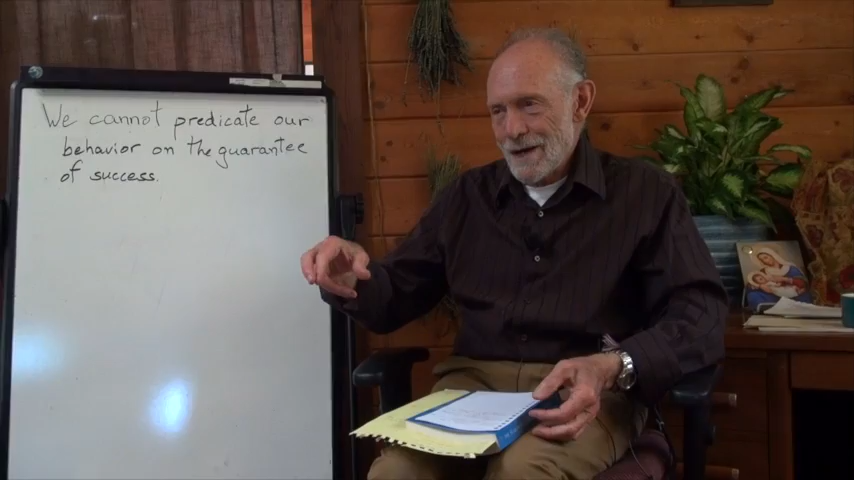 We cannot predicate our
behavior on the guarantee
of success.